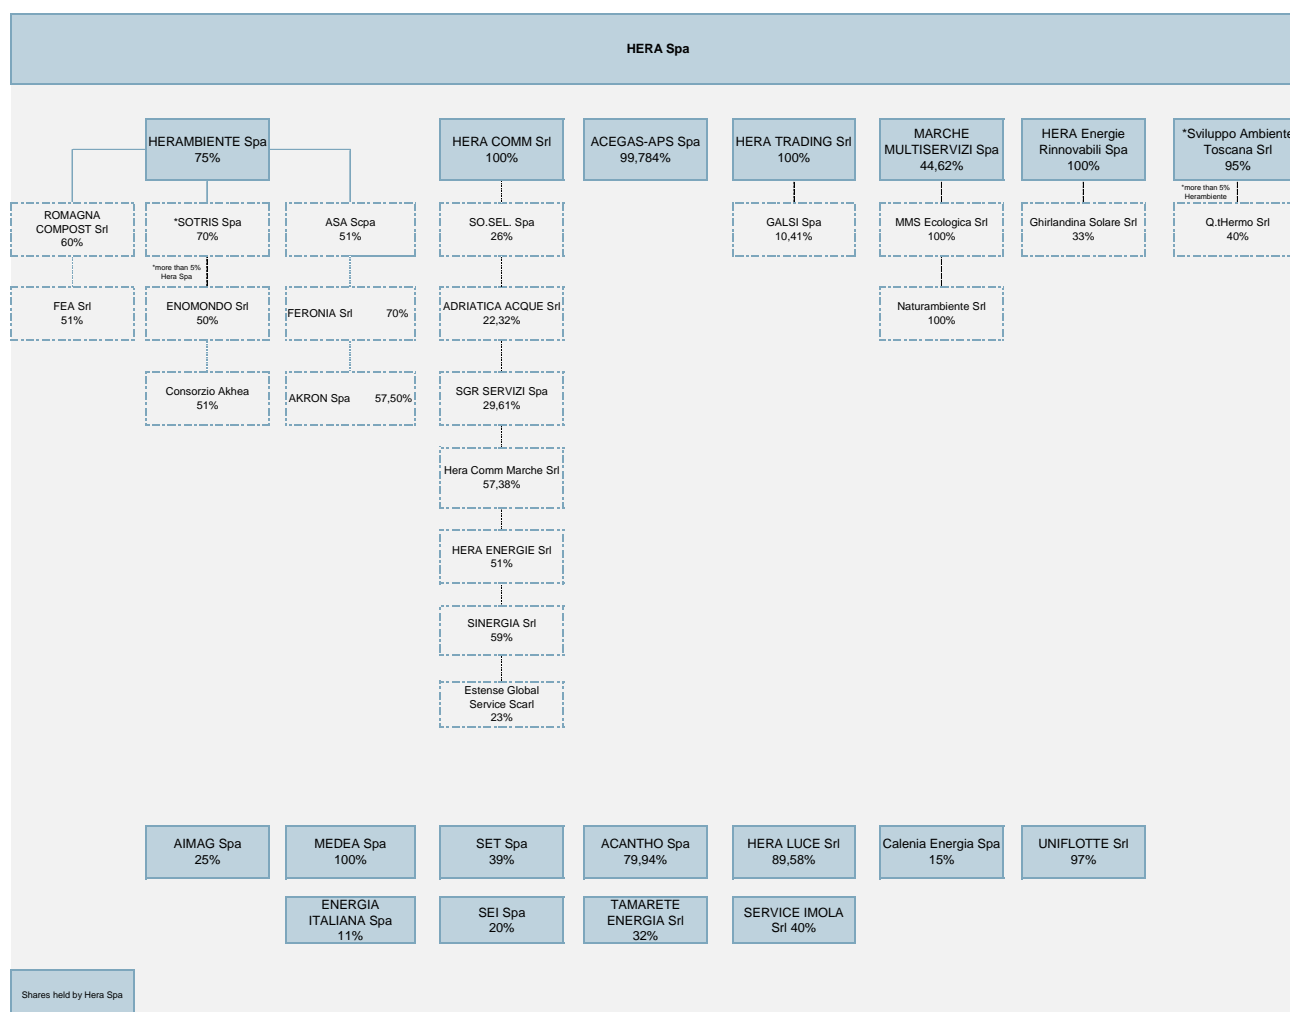 HERA Spa
HERAMBIENTE Spa
75%
HERA COMM Srl
100%
ACEGAS-APS Spa
99,784%
HERA TRADING Srl
100%
MARCHE
MULTISERVIZI Spa
44,62%
HERA Energie
Rinnovabili Spa
100%
*Sviluppo Ambiente
Toscana Srl
95%
*more than 5%
Herambiente
ROMAGNA
COMPOST Srl
60%
*SOTRIS Spa
70%
ASA Scpa
51%
SO.SEL. Spa
26%
GALSI Spa
10,41%
MMS Ecologica Srl
100%
Ghirlandina Solare Srl
33%
Q.tHermo Srl
40%
*more than 5%
Hera Spa
FEA Srl
51%
ENOMONDO Srl
50%
FERONIA Srl 70%
ADRIATICA ACQUE Srl
22,32%
Naturambiente Srl
100%
Consorzio Akhea
51%
AKRON Spa 57,50%
SGR SERVIZI Spa
29,61%
Hera Comm Marche Srl
57,38%
HERA ENERGIE Srl
51%
SINERGIA Srl
59%
Estense Global
Service Scarl
23%
AIMAG Spa
25%
MEDEA Spa
100%
SET Spa
39%
ACANTHO Spa
79,94%
HERA LUCE Srl
89,58%
Calenia Energia Spa
15%
UNIFLOTTE Srl
97%
ENERGIA
ITALIANA Spa
11%
SEI Spa
20%
TAMARETE
ENERGIA Srl
32%
SERVICE IMOLA
Srl 40%
Shares held by Hera Spa